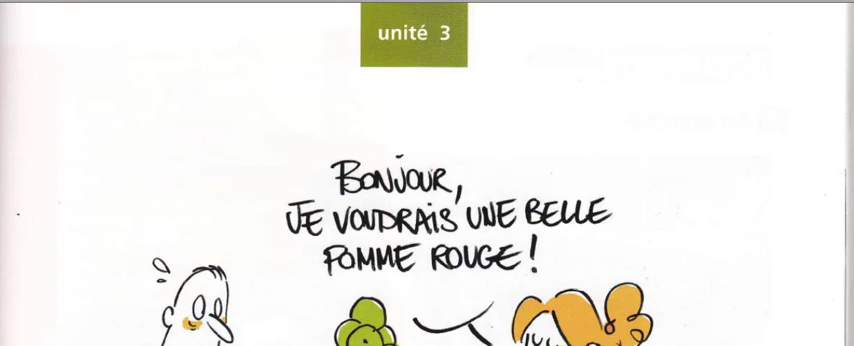 unité 3
BONJOUR,
JE VOUDRAIS UNE BELLE
POMME ROUGE !